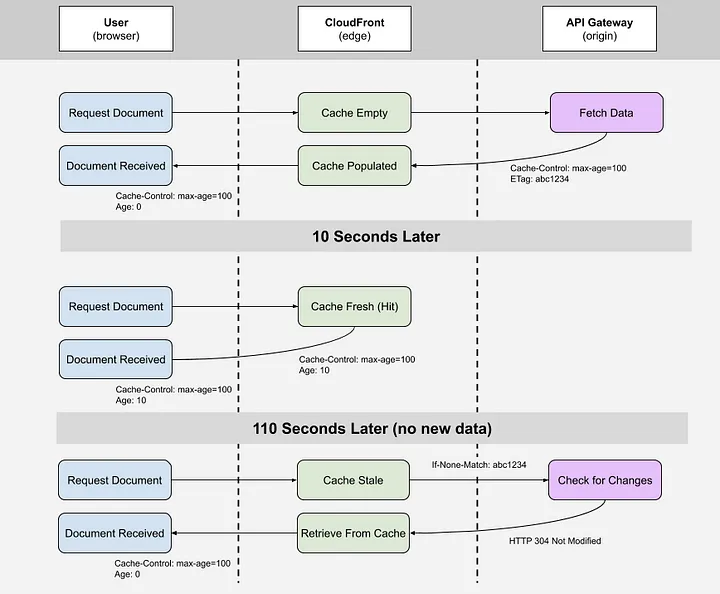 User
(browser)
CloudFront
(edge)
API Gateway
(origin)
Request Document
Cache Empty
Fetch Data
Document Received
Cache Populated
Cache-Control: max-age=100
ETag: abc1234
Cache-Control: max-age=100
Age: 0
10 Seconds Later
Request Document
Cache Fresh (Hit)
Document Received
Cache-Control: max-age=100
Age: 10
Cache-Control: max-age=100
Age: 10
110 Seconds Later (no new data)
If-None-Match: abc1234
Request Document
Cache Stale
Check for Changes
Document Received
Retrieve From Cache
HTTP 304 Not Modified
Cache-Control: max-age=100
Age: 0